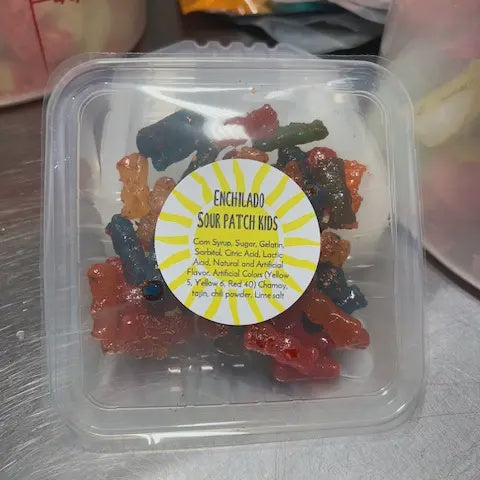 ENCHILADO
SOUR PATCH KIDS
Corn Syrup, Sugar, Gelatin,
Sorbitol, Citric Acid, Lactic
Acid, Natural and Artificial
Flavor, Artificial Colors (Yellow
5, Yellow 6, Red 40) Chamoy,
tajin, chili powder, Lime salt